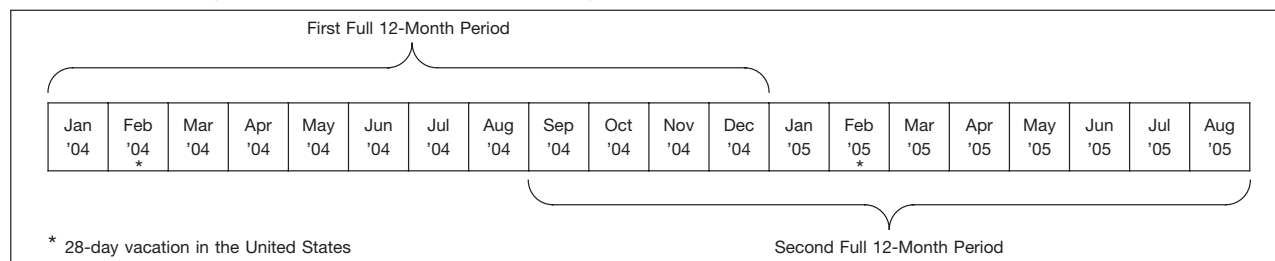 First Full 12-Month Period
Jan Feb Mar Apr May Jun Jul Aug Sep Oct Nov Dec Jan Feb Mar Apr May Jun Jul Aug
'04 '04 '04 '04 '04 '04 '04 '04 '04 '04 '04 '04 '05 '05 '05 '05 '05 '05 '05 '05
* *
* 28-day vacation in the United States Second Full 12-Month Period